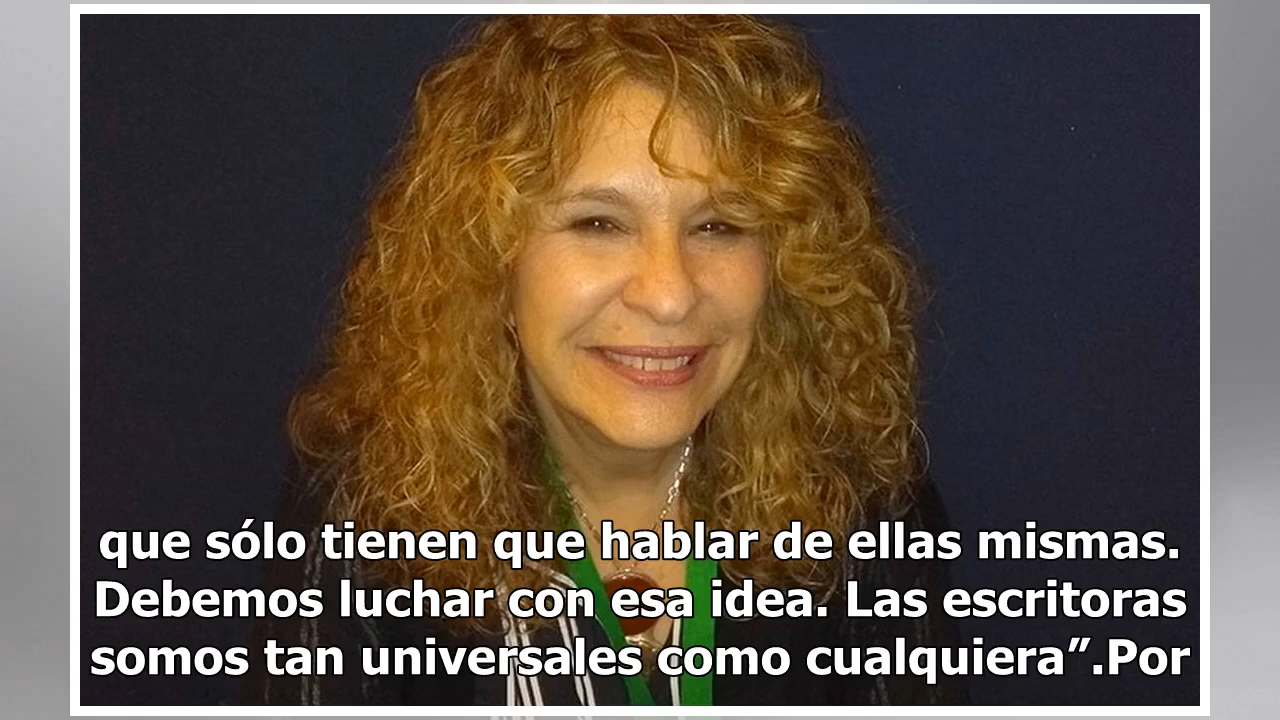 que sólo tienen que hablar de ellas mismas.
Debemos luchar con esa idea. Las escritoras
somos tan universales como cualquiera”.Por